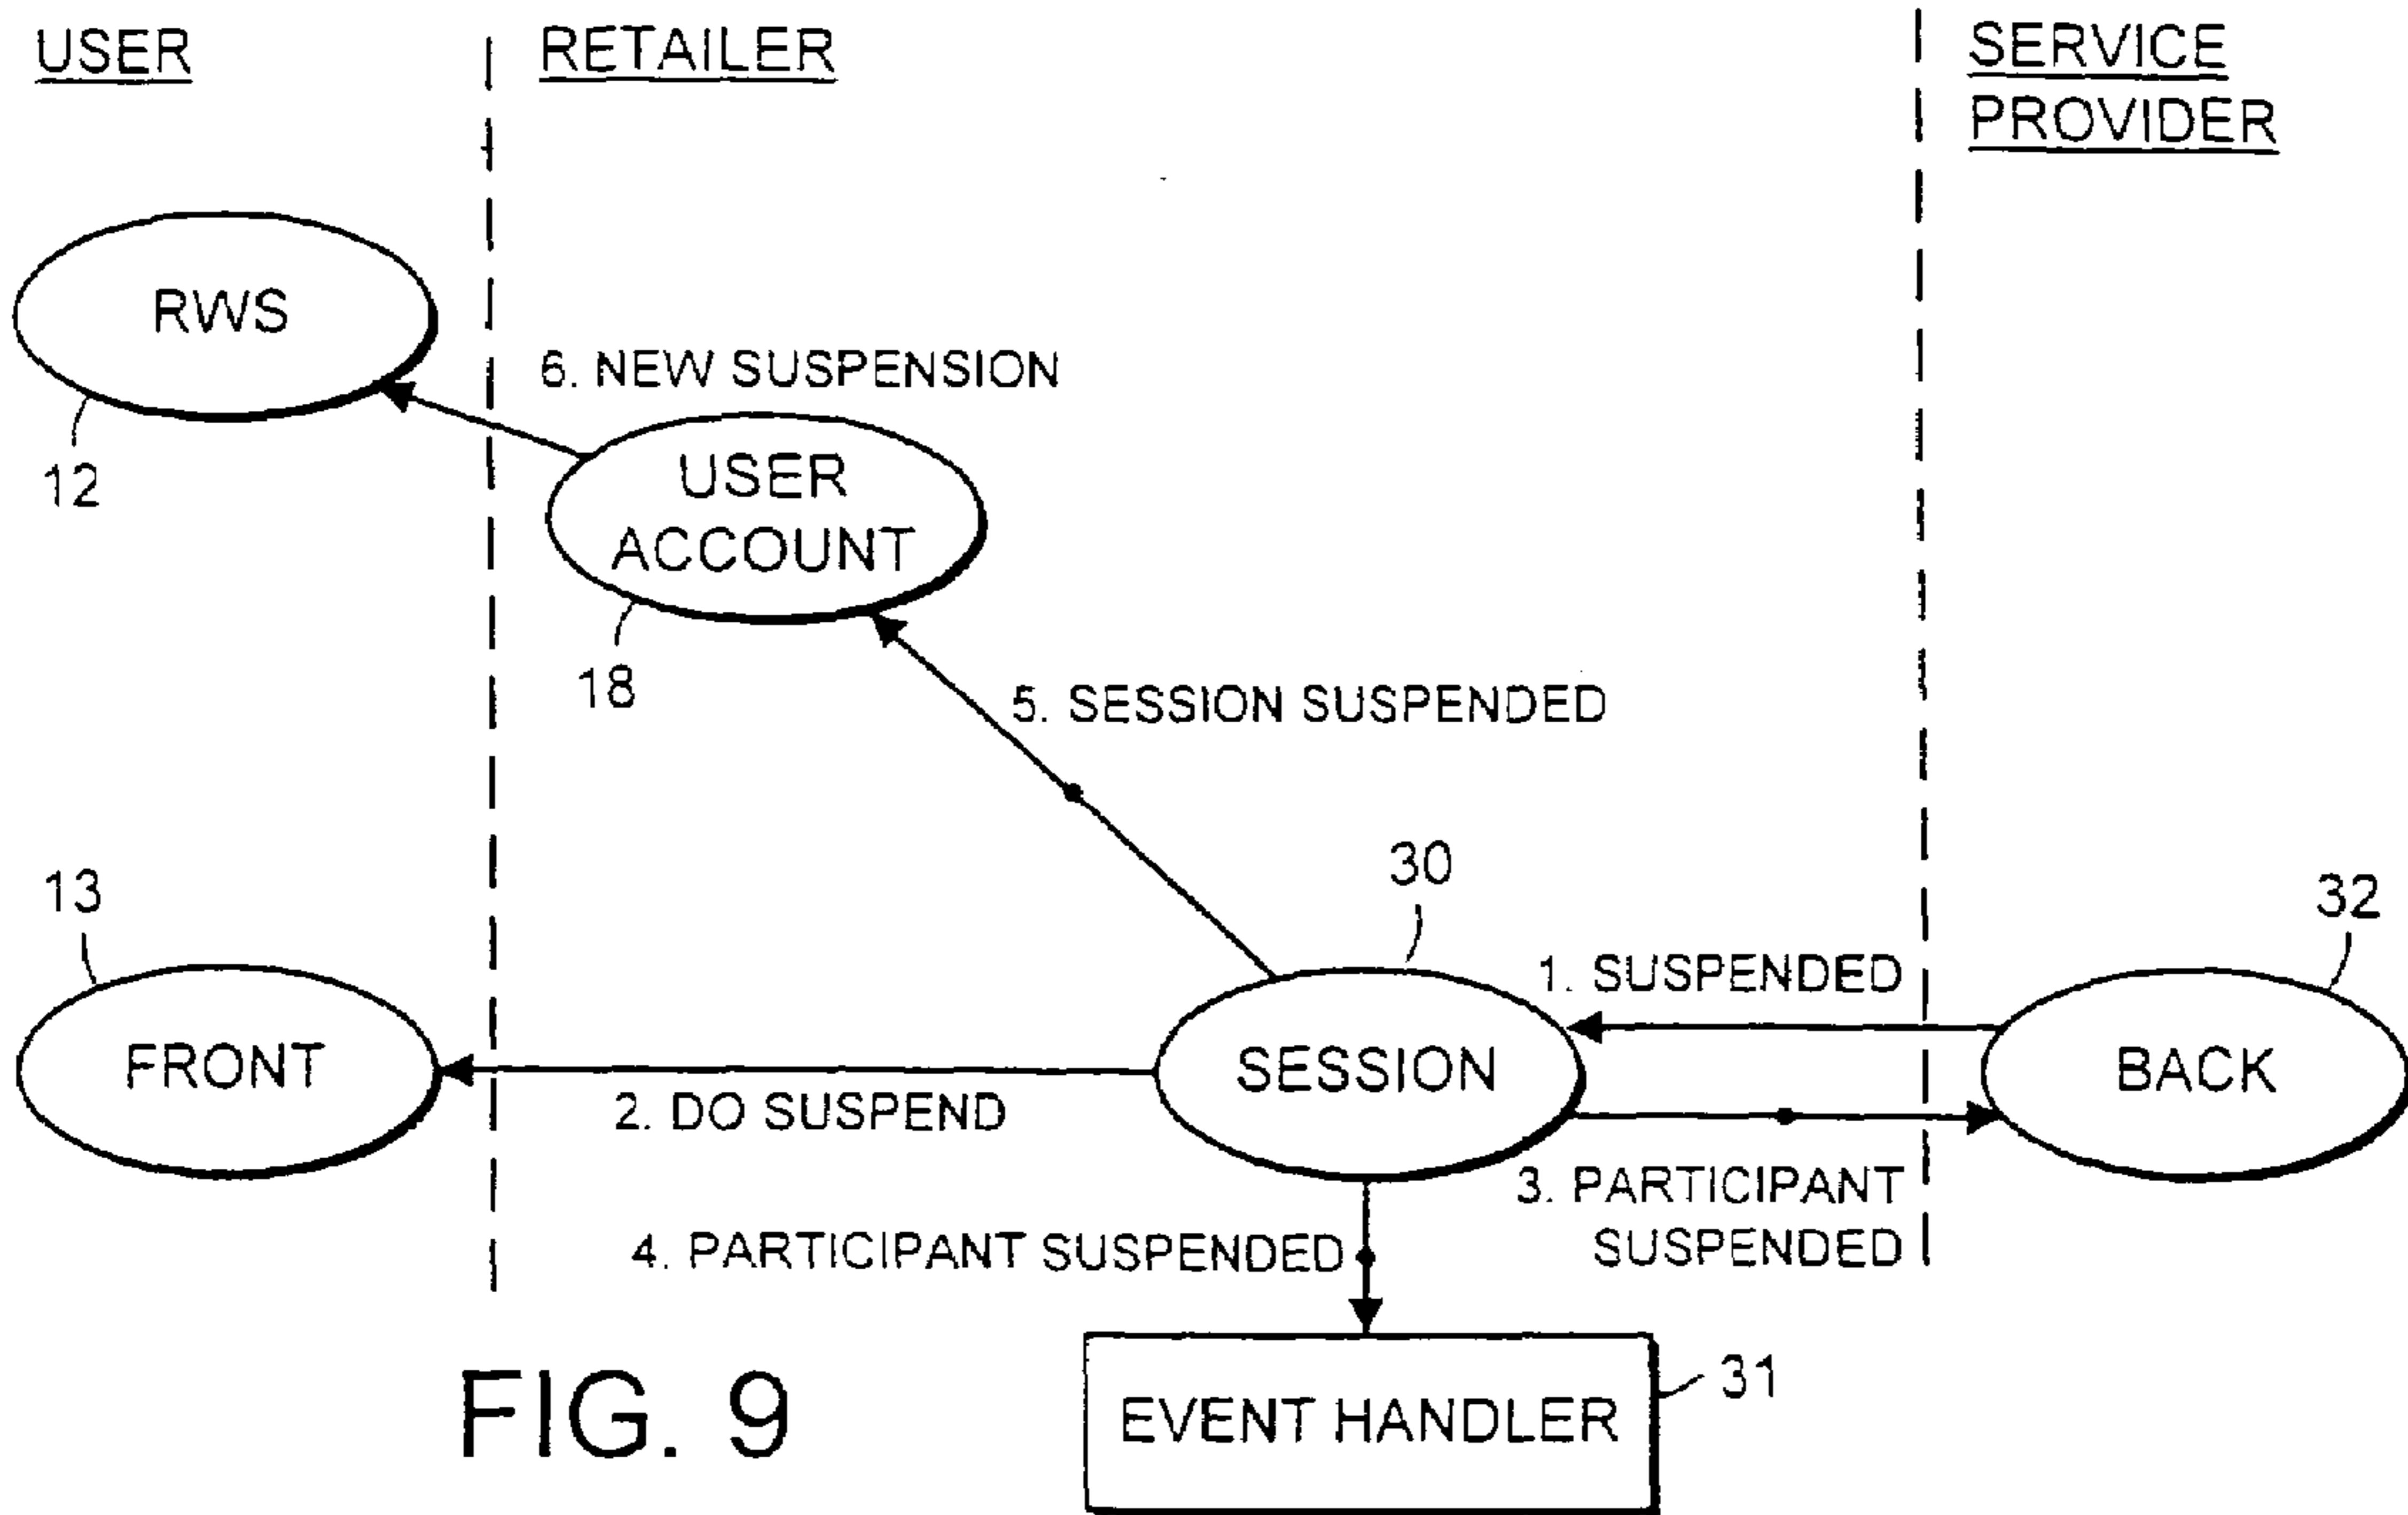 USER
RETAILER
SERVICE
PROVIDER
RWS
6. NEW SUSPENSION
12
USER
ACCOUNT
18
5. SESSION SUSPENDED
13
30
32
1. SUSPENDED
FRONT
SESSION
BACK
2. DO SUSPEND
3. PARTICIPANT
SUSPENDED
4. PARTICIPANT SUSPENDED
31
EVENT HANDLER
FIG. 9